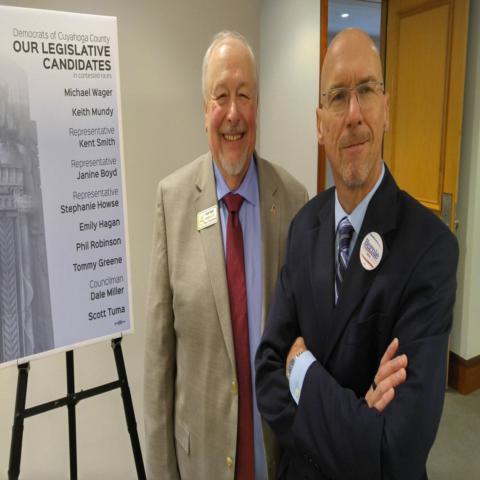 Democrats of Cuyahoga County
OUR LEGISLATIVE
CANDIDATES
in contested races
Michael Wager
Keith Mundy
Representative
Kent Smith
Representative
Janine Boyd
Representative
Stephanie Howse
Emily Hagan
Phil Robinson
Tommy Greene
Councilman
Dale Miller
Scott Tuma
Bernie